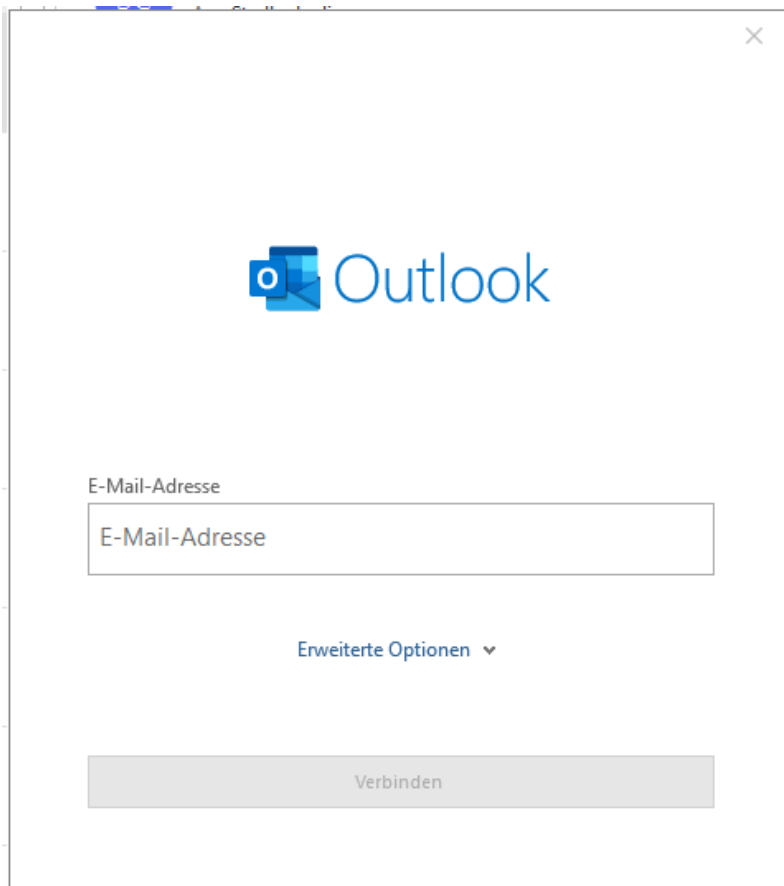 Outlook
E-Mail-Adresse
E-Mail-Adresse
Erweiterte Optionen
Verbinden